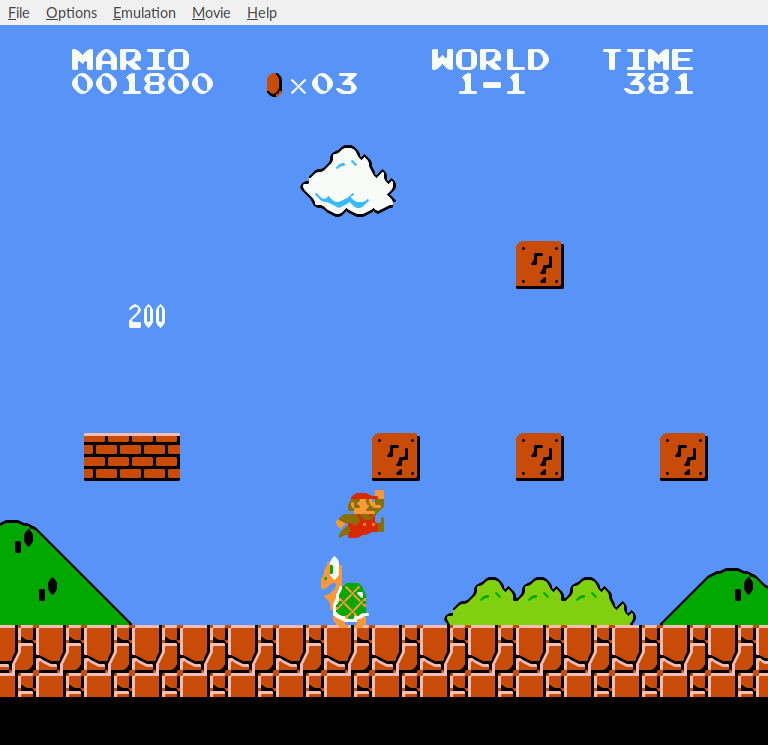 File Options Emulation Movie Help
MARIO WORLD TIME
001800 ×03 1-1 381
200
?
? ? ?